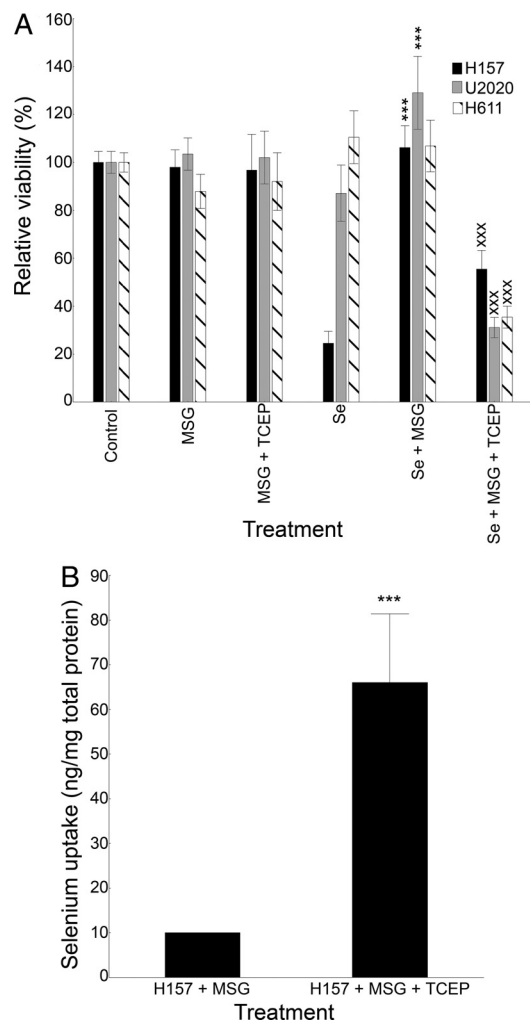 A
160
140
120
100
80
60
40
20
0
Relative viability (%)
H157
U2020
H611
***
***
XXX
XXX
XXX
Control
MSG
MSG + TCEP
Se
Se + MSG
Se + MSG + TCEP
Treatment
B
90
80
70
60
50
40
30
20
10
0
Selenium uptake (ng/mg total protein)
***
H157 + MSG
H157 + MSG + TCEP
Treatment